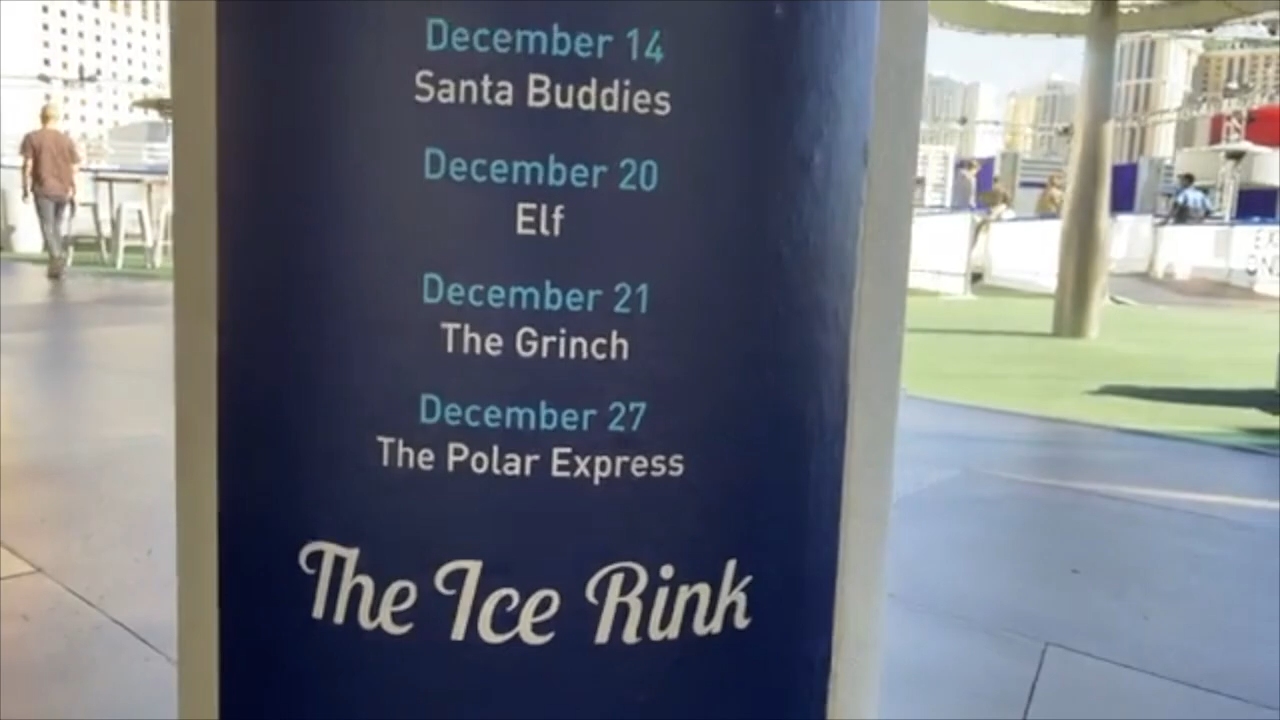 December 14
Santa Buddies
December 20
Elf
December 21
The Grinch
December 27
The Polar Express
The Ice Rink